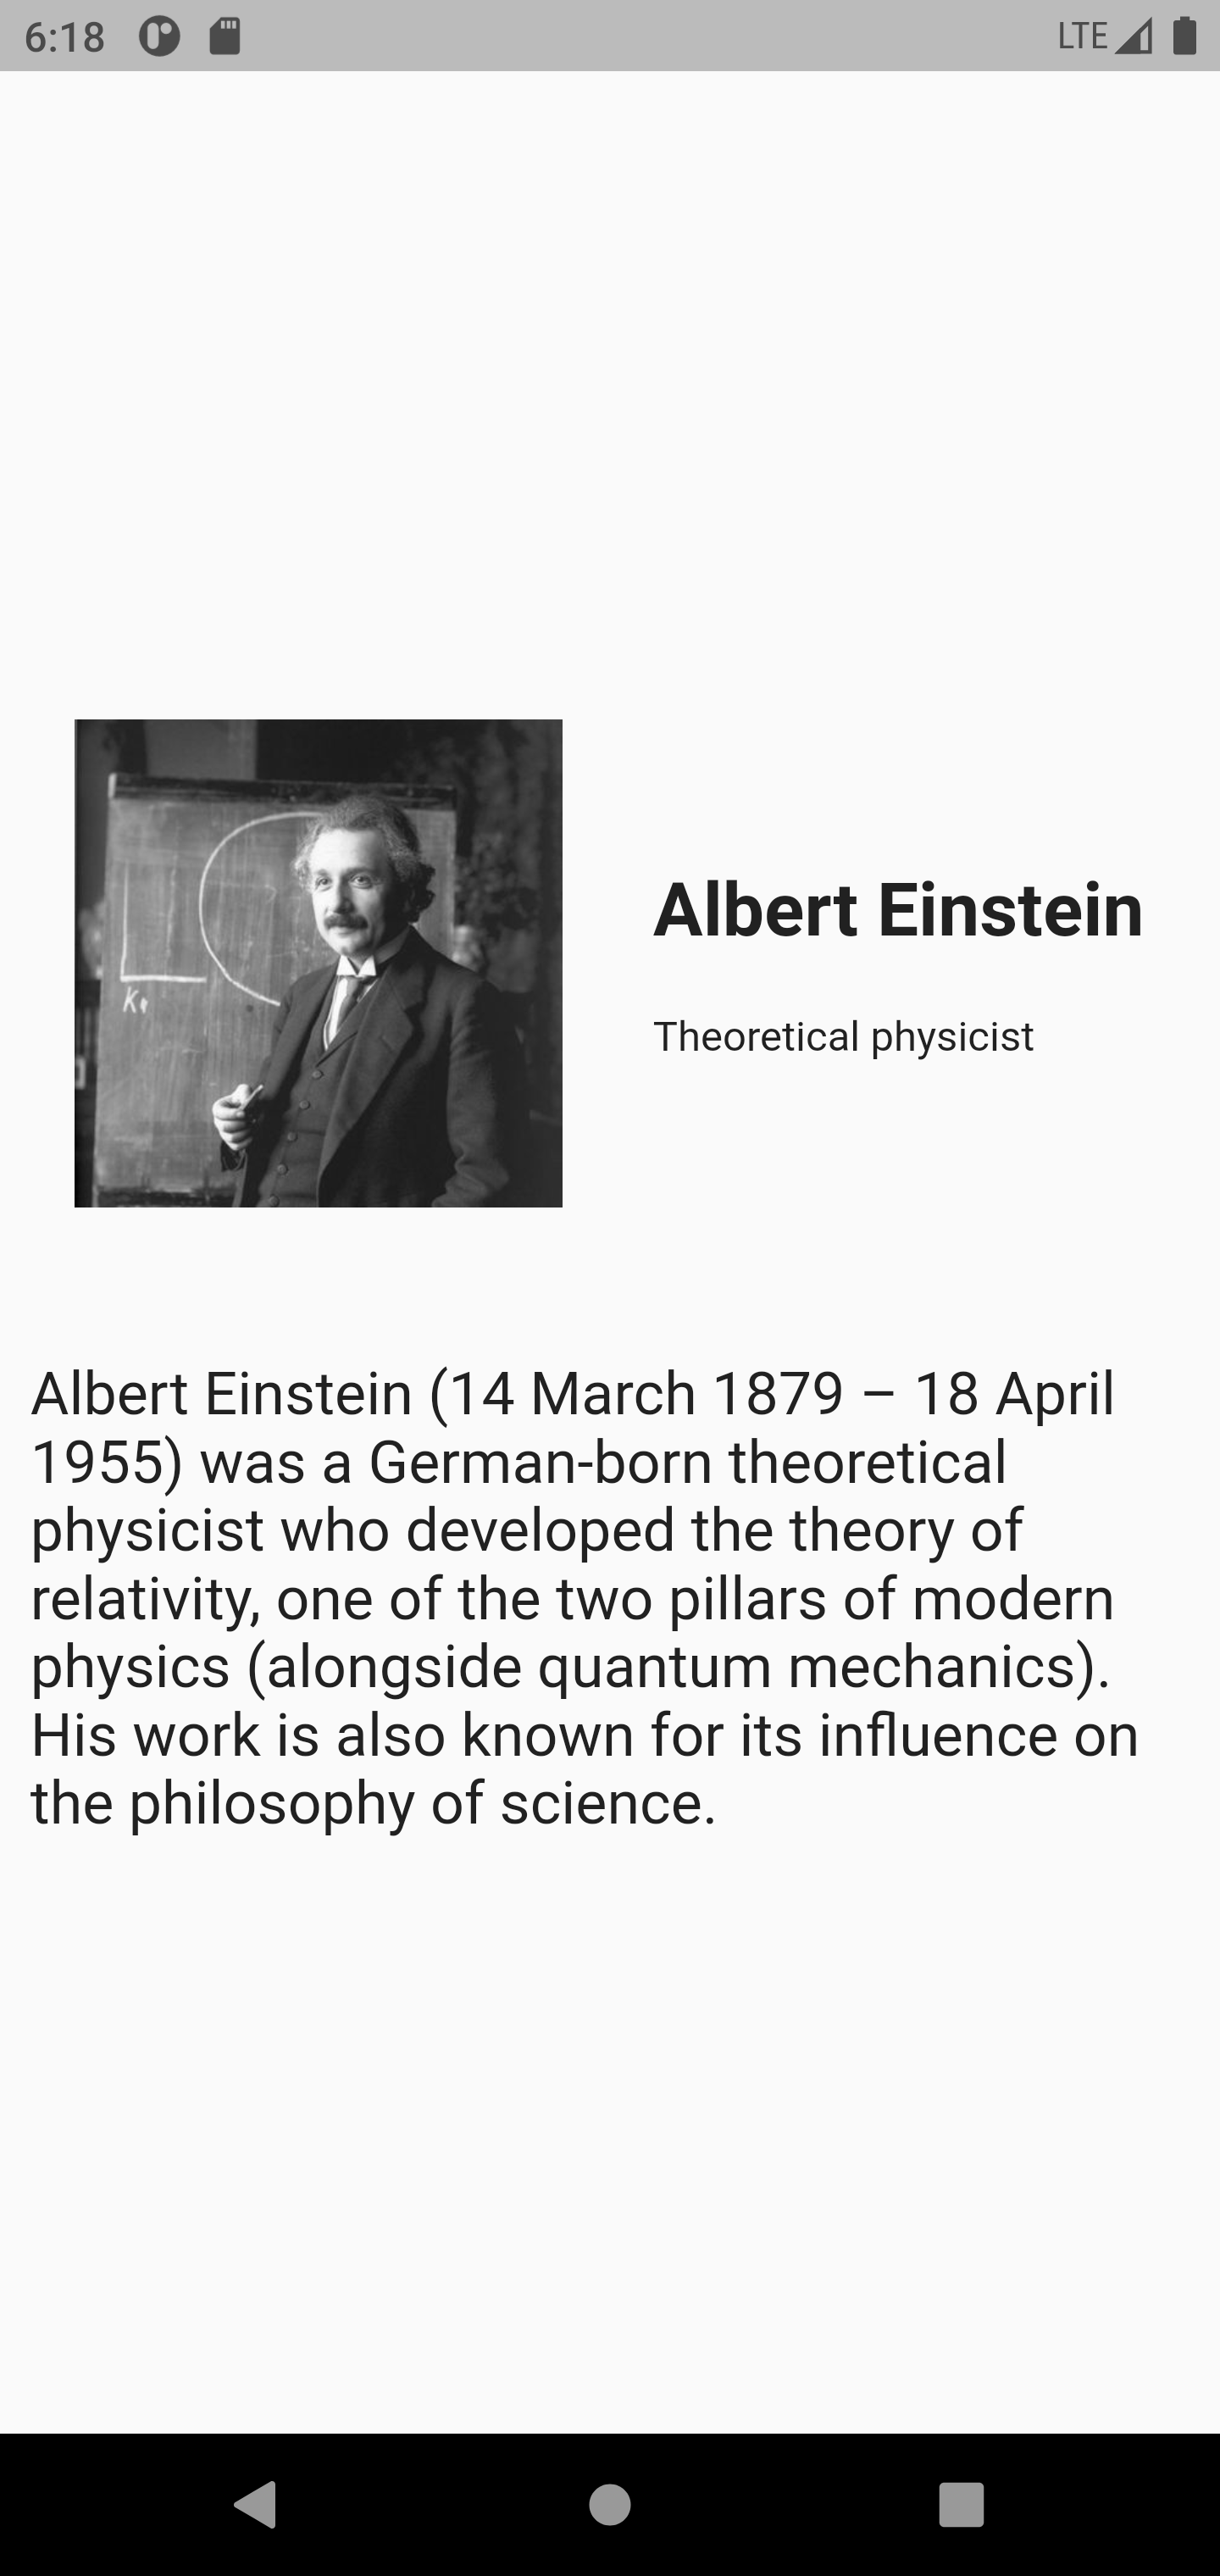 6:18
LTE
K
Albert Einstein
Theoretical physicist
Albert Einstein (14 March 1879 – 18 April
1955) was a German-born theoretical
physicist who developed the theory of
relativity, one of the two pillars of modern
physics (alongside quantum mechanics).
His work is also known for its influence on
the philosophy of science.